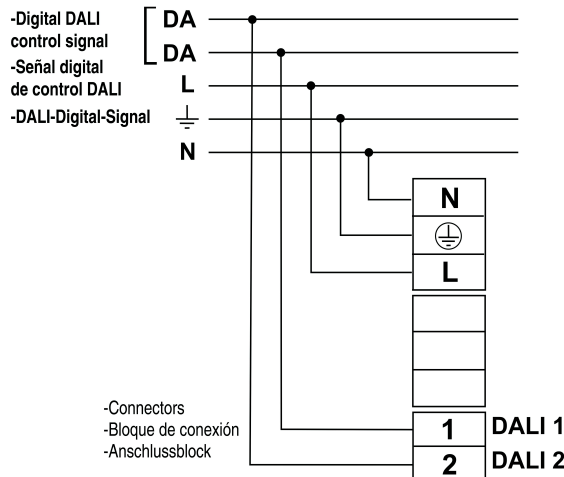 -Digital DALI
control signal
-Señal digital
de control DALI
-DALI-Digital-Signal
DA
DA
L
N
N
L
-Connectors
-Bloque de conexión
-Anschlussblock
1 DALI 1
2 DALI 2